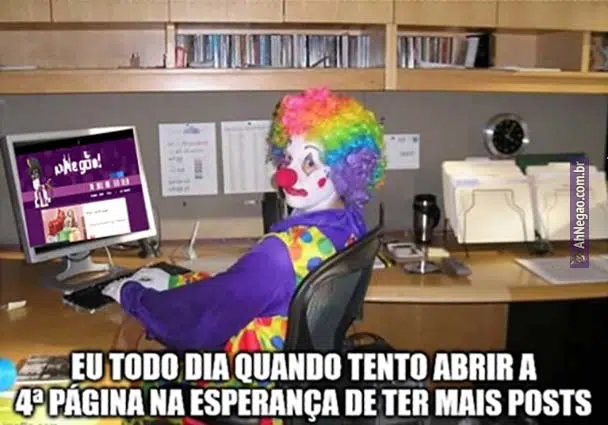 AhNegão!
AhNegao.com.br
EU TODO DIA QUANDO TENTO ABRIR A
4ª PÁGINA NA ESPERANÇA DE TER MAIS POSTS